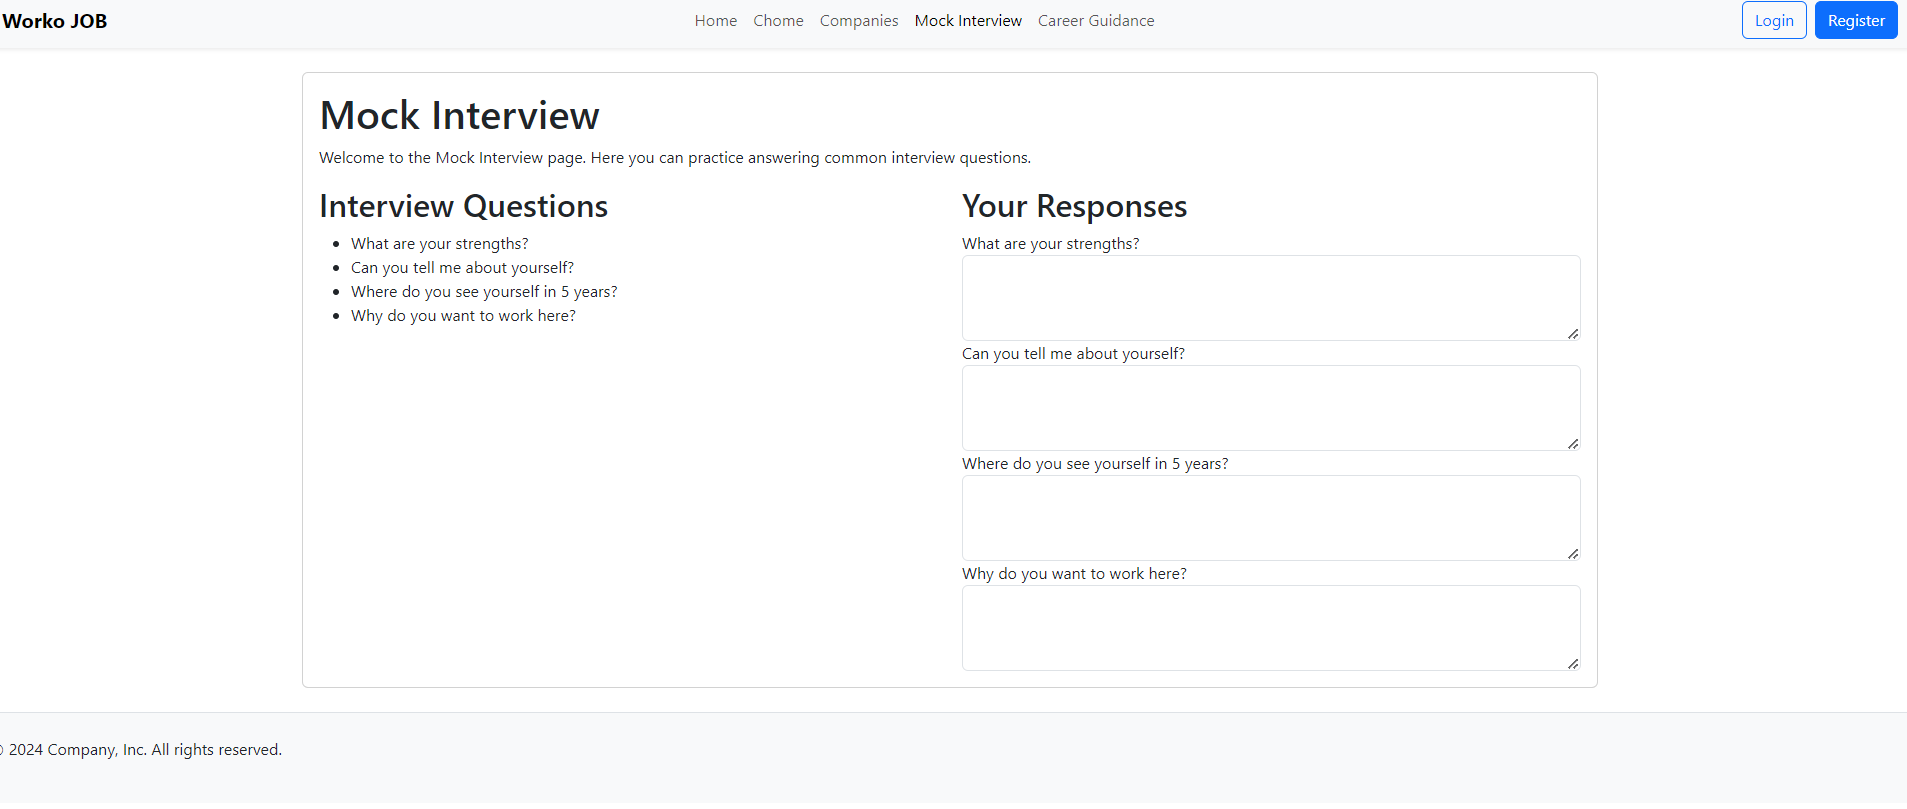 Worko JOB
Home Chome Companies Mock Interview Career Guidance
Login Register
Mock Interview
Welcome to the Mock Interview page. Here you can practice answering common interview questions.
Interview Questions
What are your strengths?
Can you tell me about yourself?
Where do you see yourself in 5 years?
Why do you want to work here?
Your Responses
What are your strengths?
Can you tell me about yourself?
Where do you see yourself in 5 years?
Why do you want to work here?
© 2024 Company, Inc. All rights reserved.